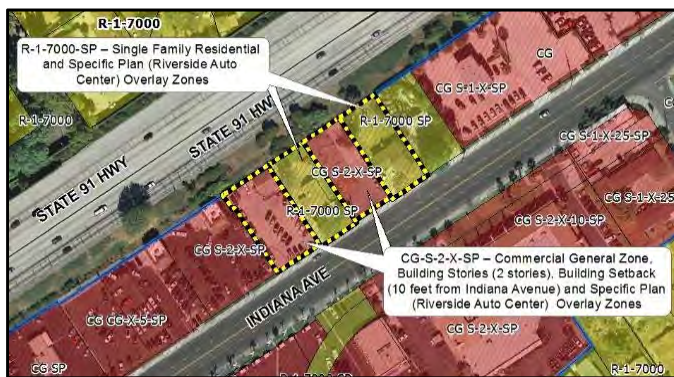 R-1-7000
R-1-7000-SP – Single Family Residential
and Specific Plan (Riverside Auto
Center) Overlay Zones
R-1-7000
STATE 91 HWY
STATE 91 HWY
CG
CG S-1-X-SP
R-1-7000 SP
CG S-2-X-SP
R-1-7000 SP
CG S-1-X-25-SP
CG S-1-X-25
CG S-2-X-10-SP
CG S-2-X-SP
INDIANA AVE
CG-S-2-X-SP – Commercial General Zone,
Building Stories (2 stories), Building Setback
(10 feet from Indiana Avenue) and Specific Plan
(Riverside Auto Center) Overlay Zones
CG CG-X-5-SP
CG S-2-X-SP
CG SP
R-1-7000